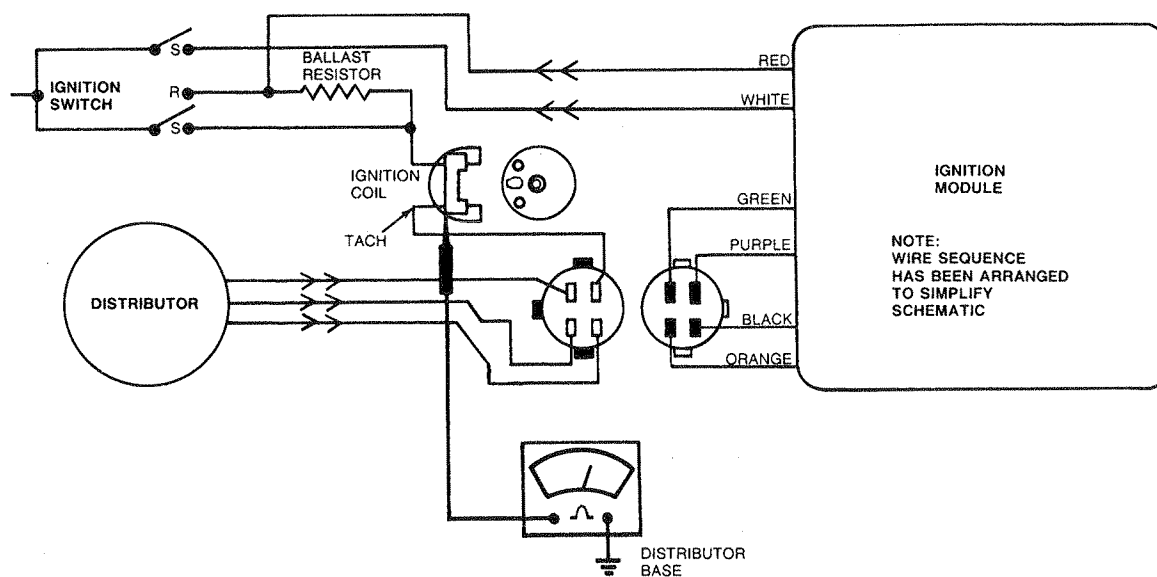 S
BALLAST
RESISTOR
RED
IGNITION
SWITCH
R
WHITE
S
IGNITION
COIL
IGNITION
MODULE
GREEN
TACH
PURPLE
NOTE:
WIRE SEQUENCE
HAS BEEN ARRANGED
TO SIMPLIFY
SCHEMATIC
DISTRIBUTOR
BLACK
ORANGE
DISTRIBUTOR
BASE